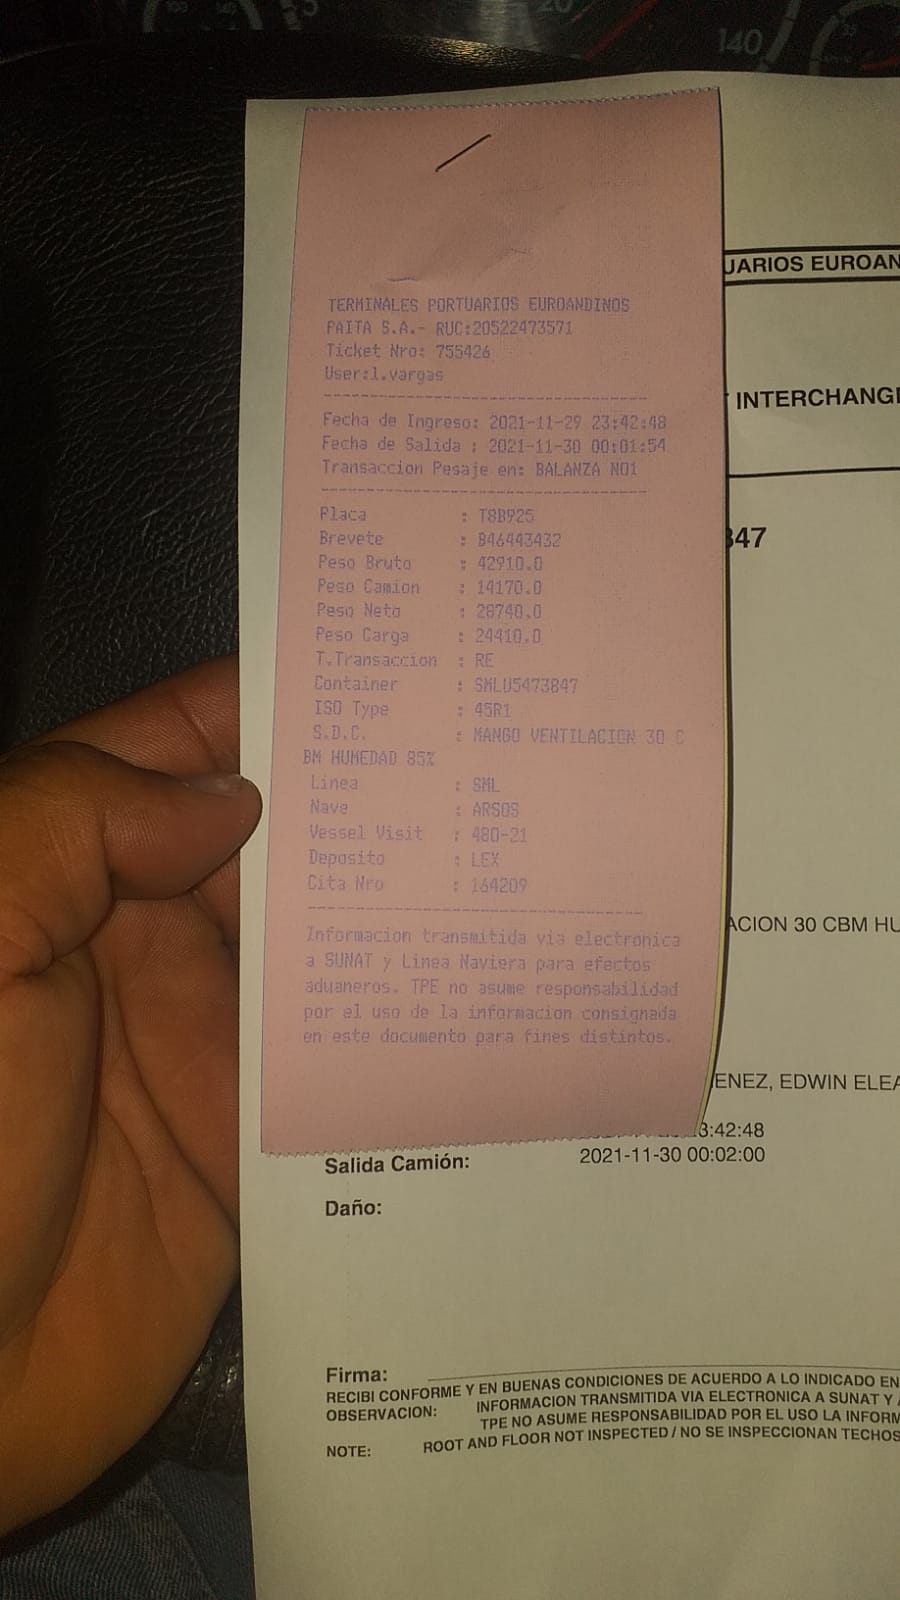 TERMINALES PORTUARIOS EUROANDINOS
PAITA S.A.- RUC:20522473571
Ticket Nro: 755426
User:l.vargas
Fecha de Ingreso: 2021-11-29 23:42:48
Fecha de Salida : 2021-11-30 00:01:54
Transaccion Pesaje en: BALANZA NO1
Placa : T8B925
Brevete : B46443432
Peso Bruto : 42910.0
Peso Camion : 14170.0
Peso Neto : 28740.0
Peso Carga : 24410.0
T.Transaccion : RE
Container : SMLU5473847
ISO Type : 45R1
S.D.C. : MANGO VENTILACION 30 C
BM HUMEDAD 85%
Linea : SML
Nave : ARSOS
Vessel Visit : 480-21
Deposito : LEX
Cita Nro : 164209
Informacion transmitida via electronica
a SUNAT y Linea Naviera para efectos
aduaneros. TPE no asume responsabilidad
por el uso de la informacion consignada
en este documento para fines distintos.
UARIOS EUROAN
INTERCHANGE
347
ACION 30 CBM HU
ENEZ, EDWIN ELEA
3:42:48
Salida Camión: 2021-11-30 00:02:00
Daño:
Firma:
RECIBI CONFORME Y EN BUENAS CONDICIONES DE ACUERDO A LO INDICADO EN
OBSERVACION: INFORMACION TRANSMITIDA VIA ELECTRONICA A SUNAT Y
TPE NO ASUME RESPONSABILIDAD POR EL USO LA INFORM
NOTE: ROOT AND FLOOR NOT INSPECTED / NO SE INSPECCIONAN TECHOS
140